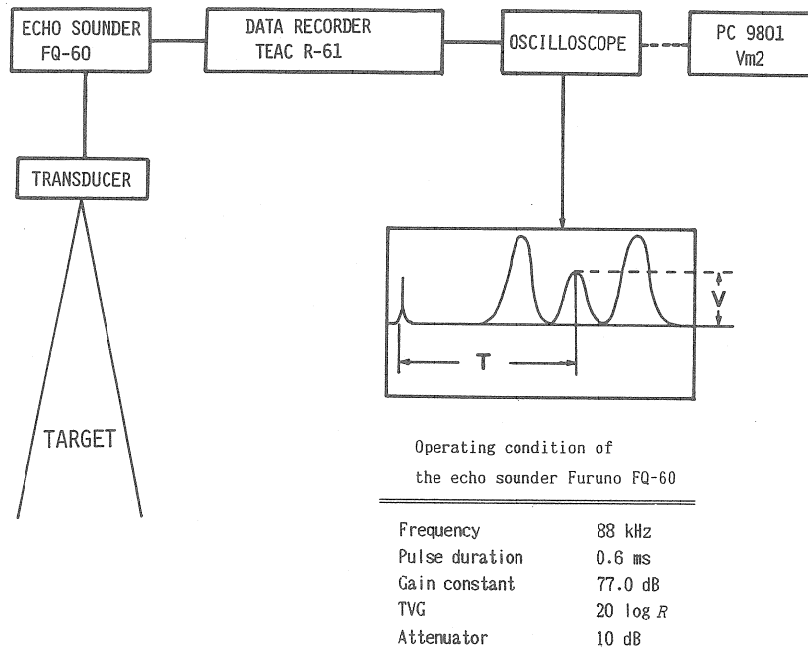 ECHO SOUNDER
FQ-60
DATA RECORDER
TEAC R-61
OSCILLOSCOPE
PC 9801
Vm2
TRANSDUCER
TARGET
V
T
Operating condition of
the echo sounder Furuno FQ-60
Frequency 88 kHz
Pulse duration 0.6 ms
Gain constant 77.0 dB
TVG 20 log R
Attenuator 10 dB